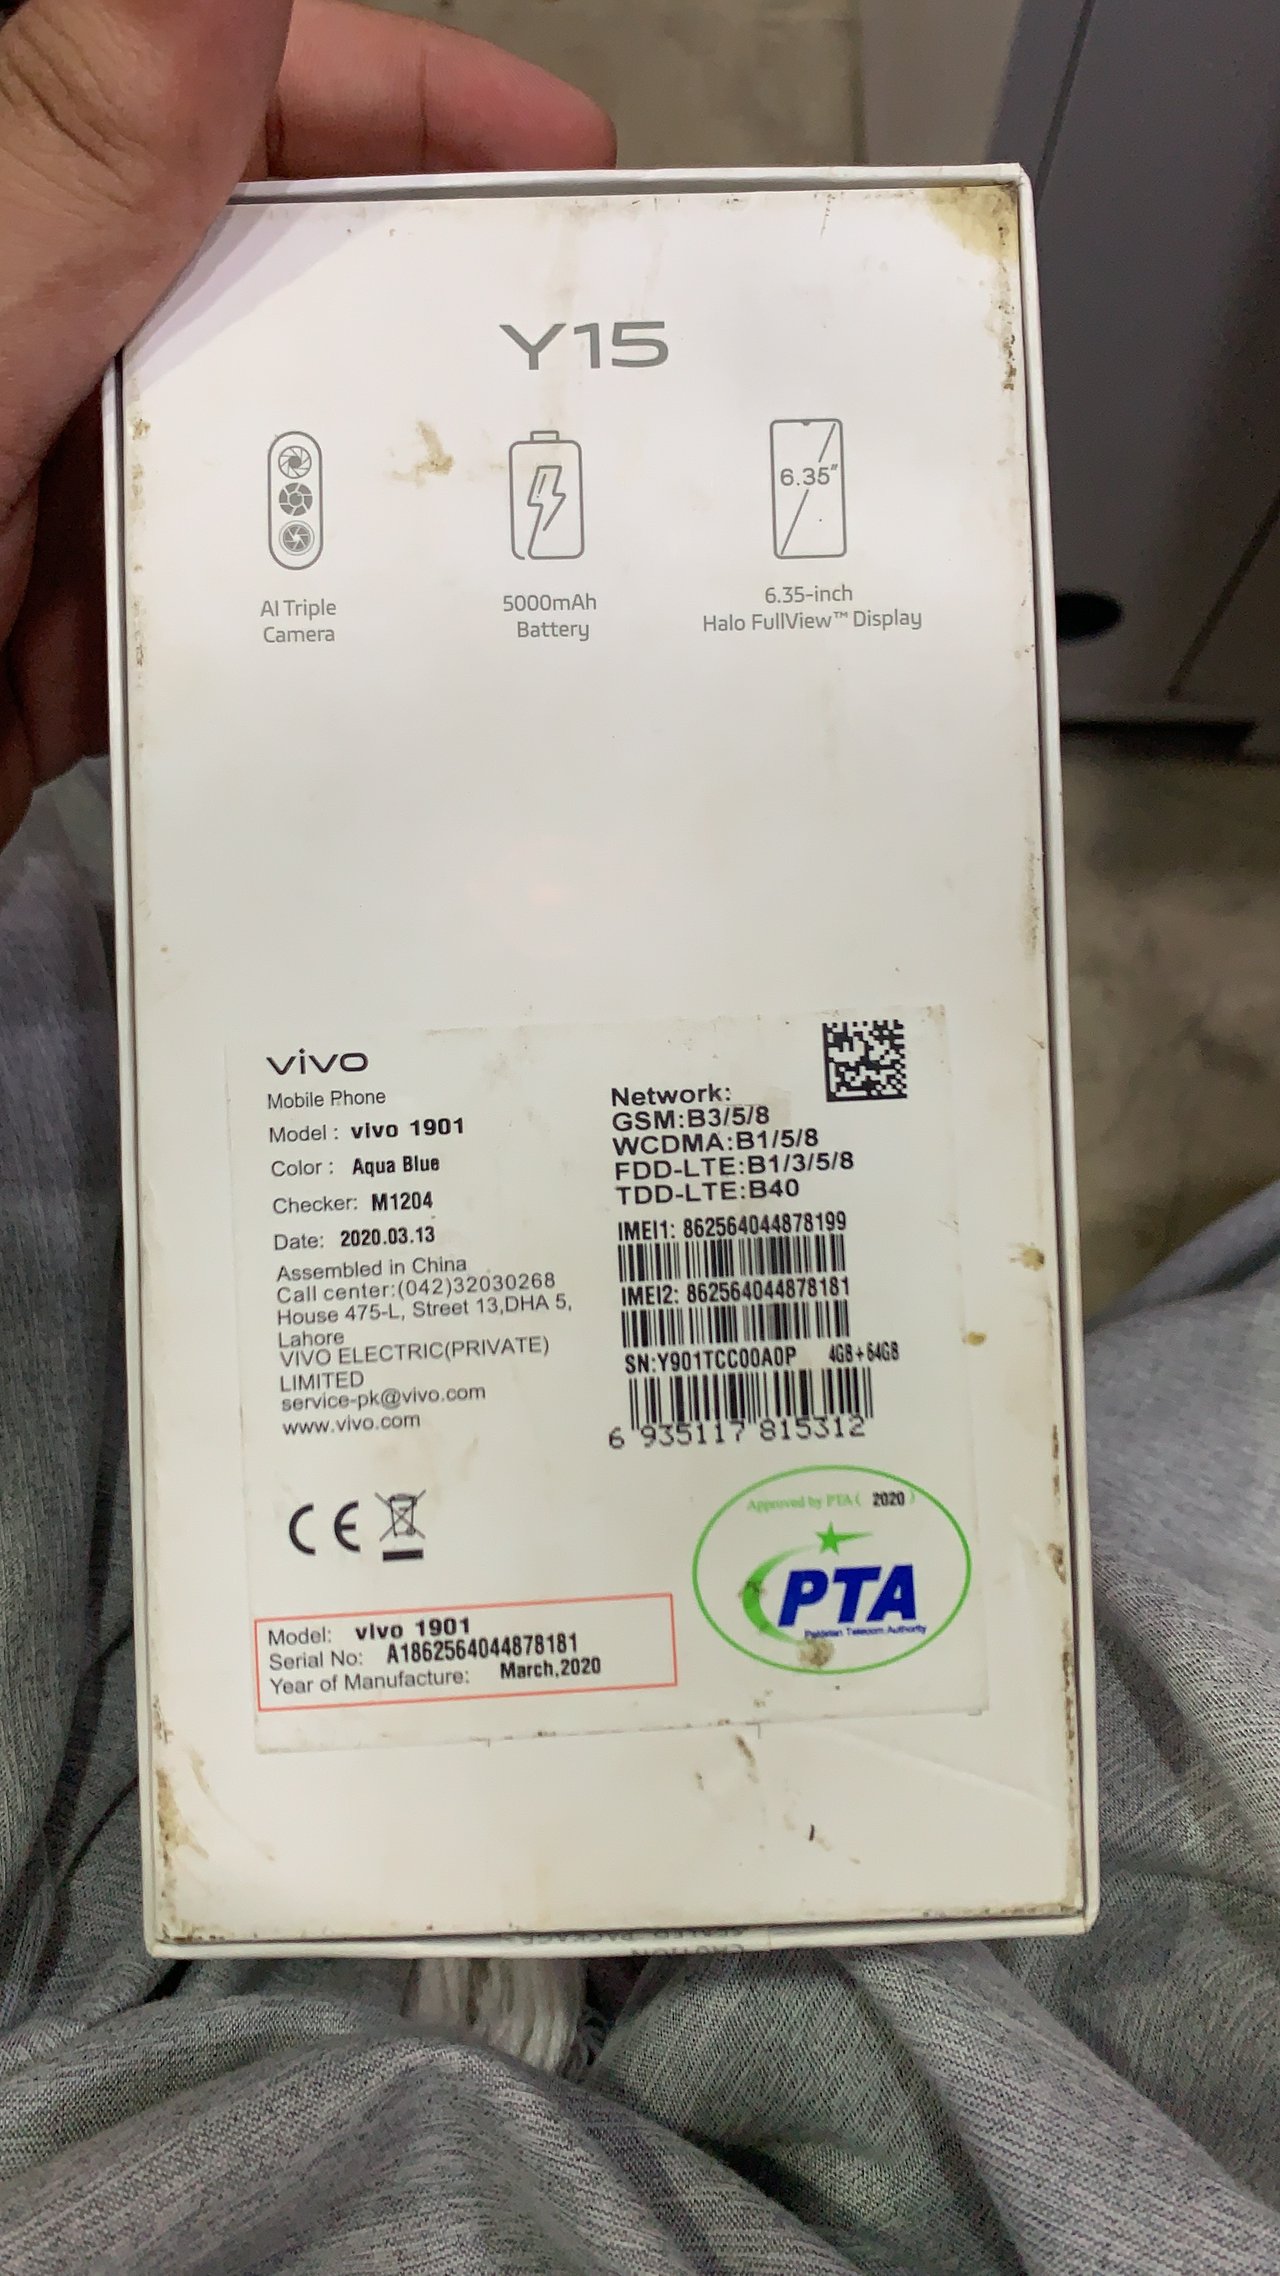 Y15
6.35"
AI Triple
Camera
5000mAh
Battery
6.35-inch
Halo FullView™ Display
vivo
Mobile Phone
Model : vivo 1901
Color : Aqua Blue
Checker: M1204
Date: 2020.03.13
Assembled in China
Call center:(042)32030268
House 475-L, Street 13,DHA 5,
Lahore
VIVO ELECTRIC(PRIVATE)
LIMITED
service-pk@vivo.com
www.vivo.com
Network:
GSM:B3/5/8
WCDMA:B1/5/8
FDD-LTE:B1/3/5/8
TDD-LTE:B40
IMEI1: 862564044878199
IMEI2: 862564044878181
SN:Y901TCC00A0P 4GB+64GB
6 935117 815312
CE
Approved by PTA ( 2020 )
PTA
Pakistan Telecom Authority
Model: vivo 1901
Serial No: A1862564044878181
Year of Manufacture: March,2020
CAUTION
SEALED PACKAGE